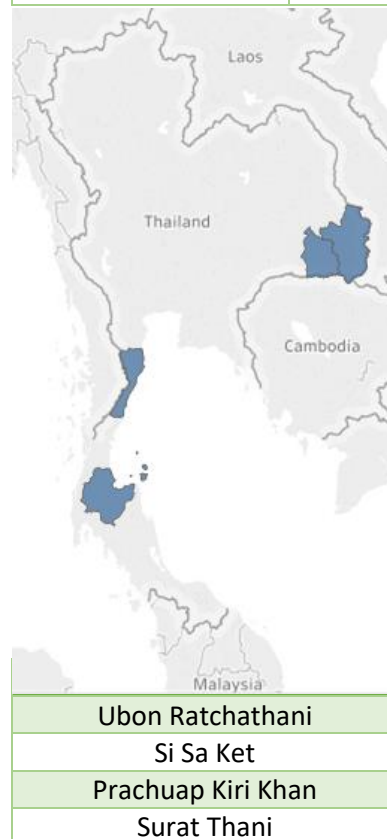 Laos
Thailand
Cambodia
Malaysia
Ubon Ratchathani
Si Sa Ket
Prachuap Kiri Khan
Surat Thani